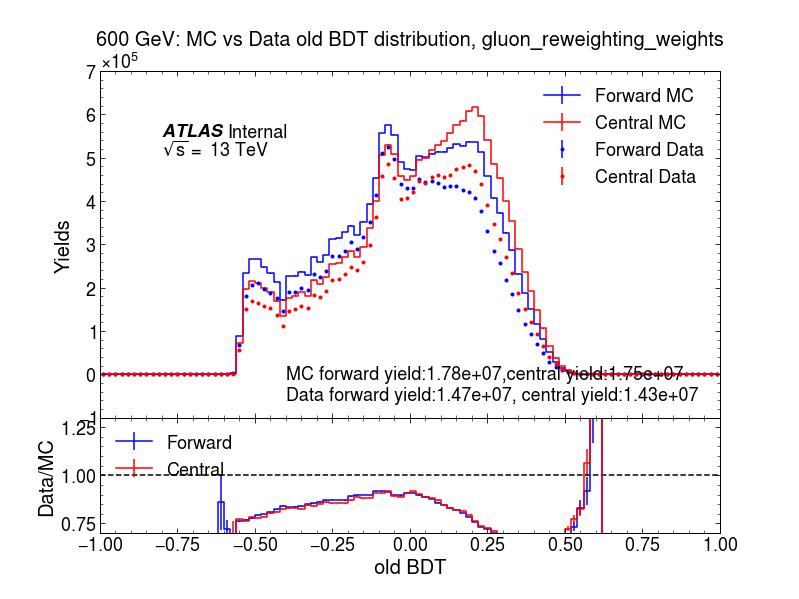 600 GeV: MC vs Data old BDT distribution, gluon_reweighting_weights
×10⁵
7
6
5
4
3
2
1
0
−1
Yields
ATLAS Internal
√s = 13 TeV
Forward MC
Central MC
Forward Data
Central Data
MC forward yield:1.78e+07,central yield:1.75e+07
Data forward yield:1.47e+07, central yield:1.43e+07
1.25
1.00
0.75
Data/MC
Forward
Central
−1.00 −0.75 −0.50 −0.25 0.00 0.25 0.50 0.75 1.00
old BDT